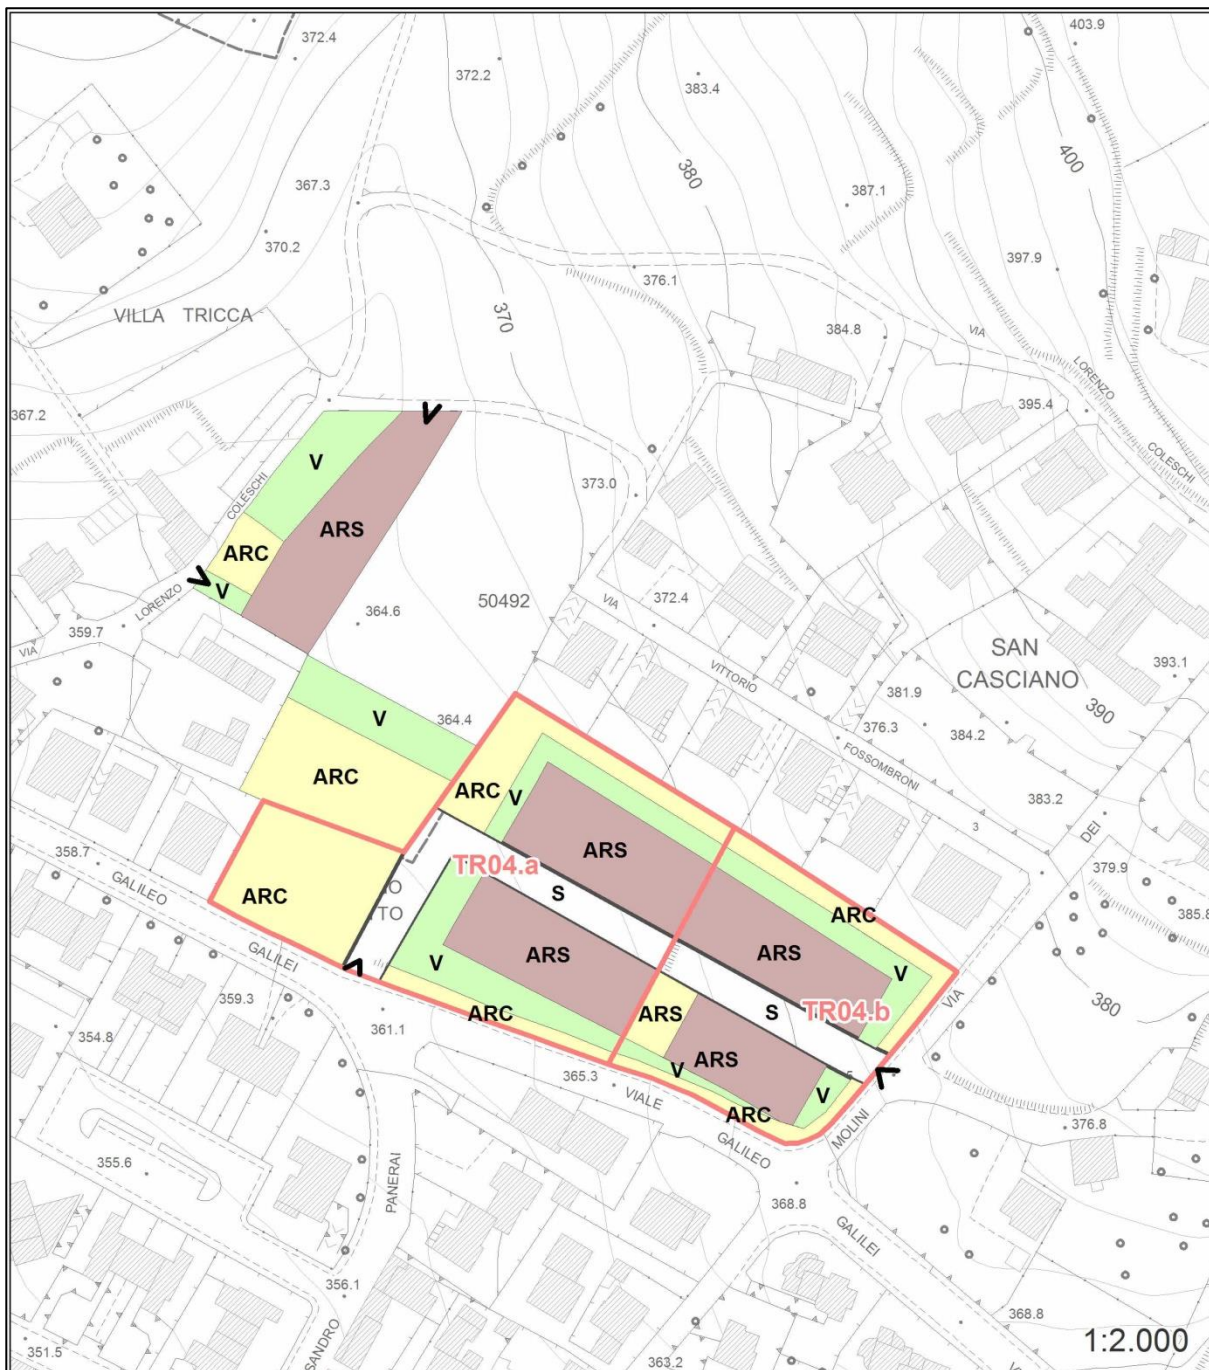 372.4
372.2
383.4
403.9
400
380
367.3
387.1
370.2
397.9
376.1
370
VILLA TRICCA
384.8
VIA
LORENZO
COLESCHI
367.2
395.4
V
COLESCHI
373.0
ARS
ARC
V
LORENZO
VIA
359.7
364.6
50492
VIA
372.4
VITTORIO
FOSSOMBRONI
SAN
CASCIANO
393.1
381.9
376.3
384.2
390
V
364.4
ARC
ARC
V
383.2
3
DEI
358.7
GALILEO
GALILEI
ARS
TR04.a
379.9
ARC
IO
TTO
S
ARC
385.8
V
ARS
ARS
V
VIA
380
359.3
354.8
361.1
ARC
ARS
S
TR04.b
ARS
V
5
365.3
VIALE
GALILEO
V
ARC
MOLINI
376.8
355.6
PANERAI
368.8
GALILEI
356.1
SANDRO
351.5
363.2
368.8
V
1:2.000